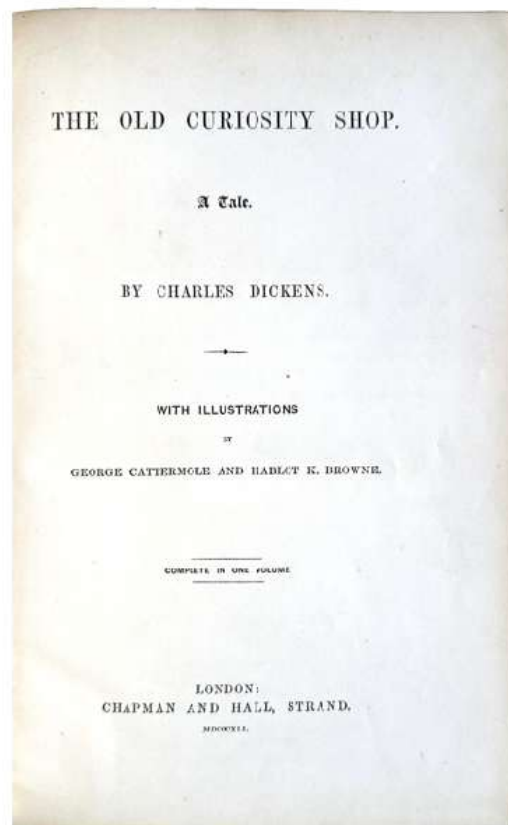 THE OLD CURIOSITY SHOP.
A Tale.
BY CHARLES DICKENS.
WITH ILLUSTRATIONS
BY
GEORGE CATTERMOLE AND HABLOT K. BROWNE.
COMPLETE IN ONE VOLUME
LONDON:
CHAPMAN AND HALL, STRAND.
MDCCCXLI.